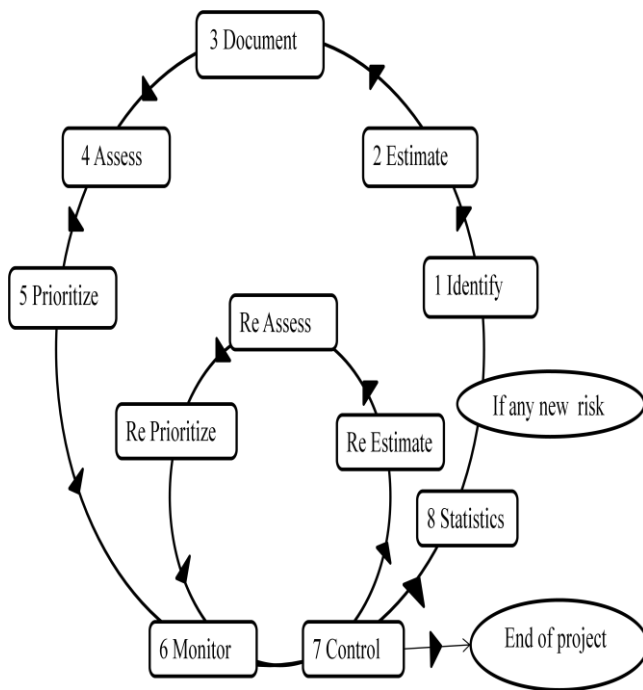 3 Document
4 Assess
2 Estimate
5 Prioritize
1 Identify
Re Assess
If any new risk
Re Prioritize
Re Estimate
8 Statistics
6 Monitor
7 Control
End of project